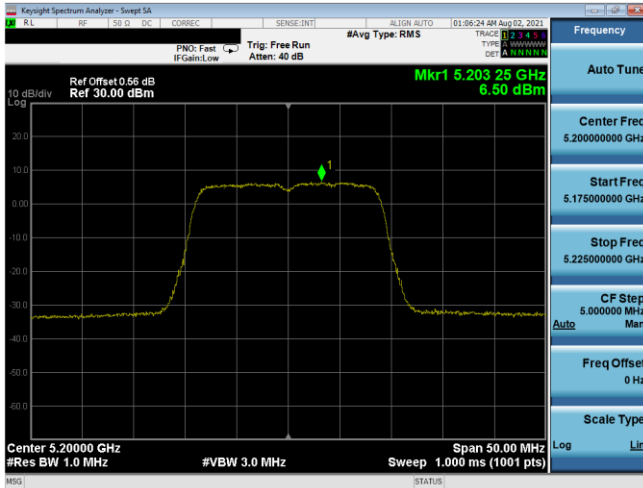 Keysight Spectrum Analyzer - Swept SA
RL RF 50 Ω DC CORREC SENSE:INT ALIGN AUTO 01:06:24 AM Aug 02, 2021
#Avg Type: RMS
TRACE 1 2 3 4 5 6
PNO: Fast Trig: Free Run
TYPE A WWWWW
IFGain:Low Atten: 40 dB
DET A N N N N N
Mkr1 5.203 25 GHz
6.50 dBm
Ref Offset 0.56 dB
10 dB/div Ref 30.00 dBm
Log
20.0
10.0
0.00
-10.0
-20.0
-30.0
-40.0
-50.0
-60.0
1
Center 5.20000 GHz Span 50.00 MHz
#Res BW 1.0 MHz #VBW 3.0 MHz Sweep 1.000 ms (1001 pts)
MSG STATUS
Frequency
Auto Tune
Center Freq
5.200000000 GHz
Start Freq
5.175000000 GHz
Stop Freq
5.225000000 GHz
CF Step
5.000000 MHz
Auto Man
Freq Offset
0 Hz
Scale Type
Log Lin